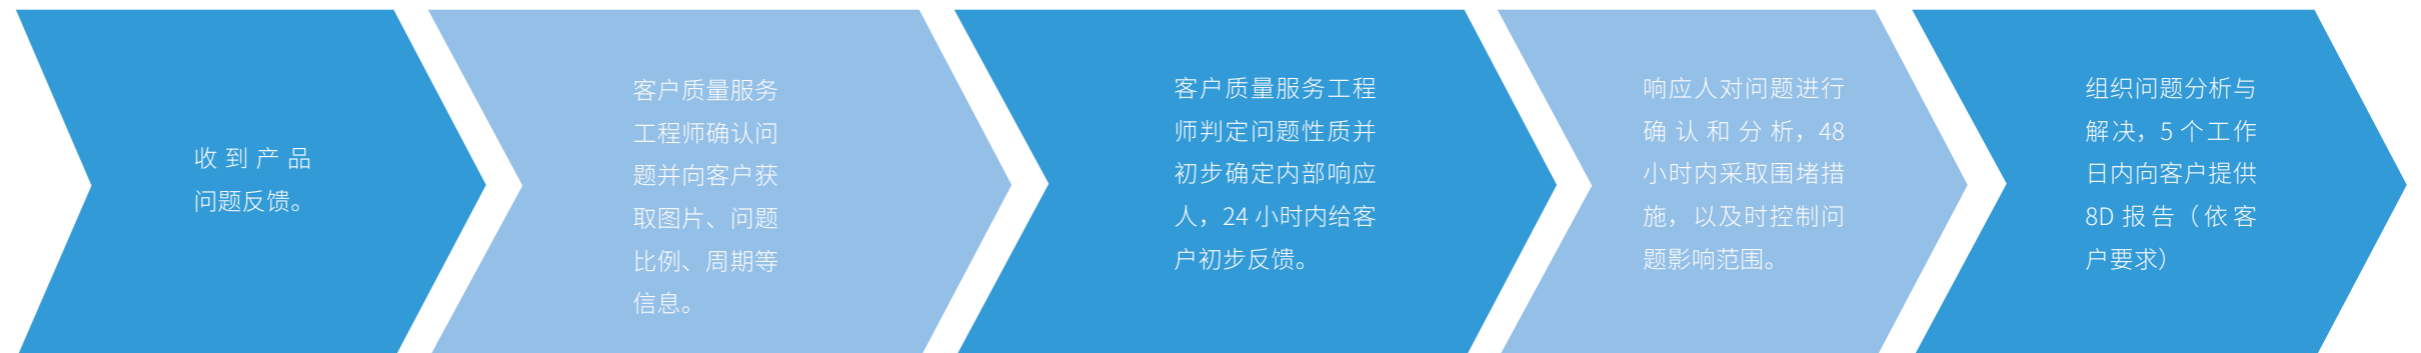 收到产品
问题反馈。
客户质量服务
工程师确认问
题并向客户获
取图片、问题
比例、周期等
信息。
客户质量服务工程
师判定问题性质并
初步确定内部响应
人，24 小时内给客
户初步反馈。
响应人对问题进行
确认和分析，48
小时内采取围堵措
施，以及时控制问
题影响范围。
组织问题分析与
解决，5 个工作
日内向客户提供
8D 报告（依客
户要求）